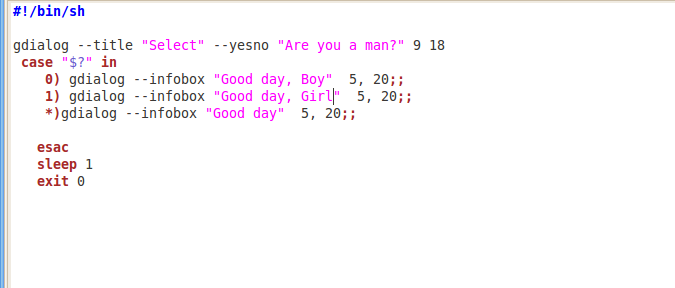 #!/bin/sh
gdialog --title "Select" --yesno "Are you a man?" 9 18
case "$?" in
0) gdialog --infobox "Good day, Boy"  5, 20;;
1) gdialog --infobox "Good day, Girl"  5, 20;;
*)gdialog --infobox "Good day"  5, 20;;
esac
sleep 1
exit 0